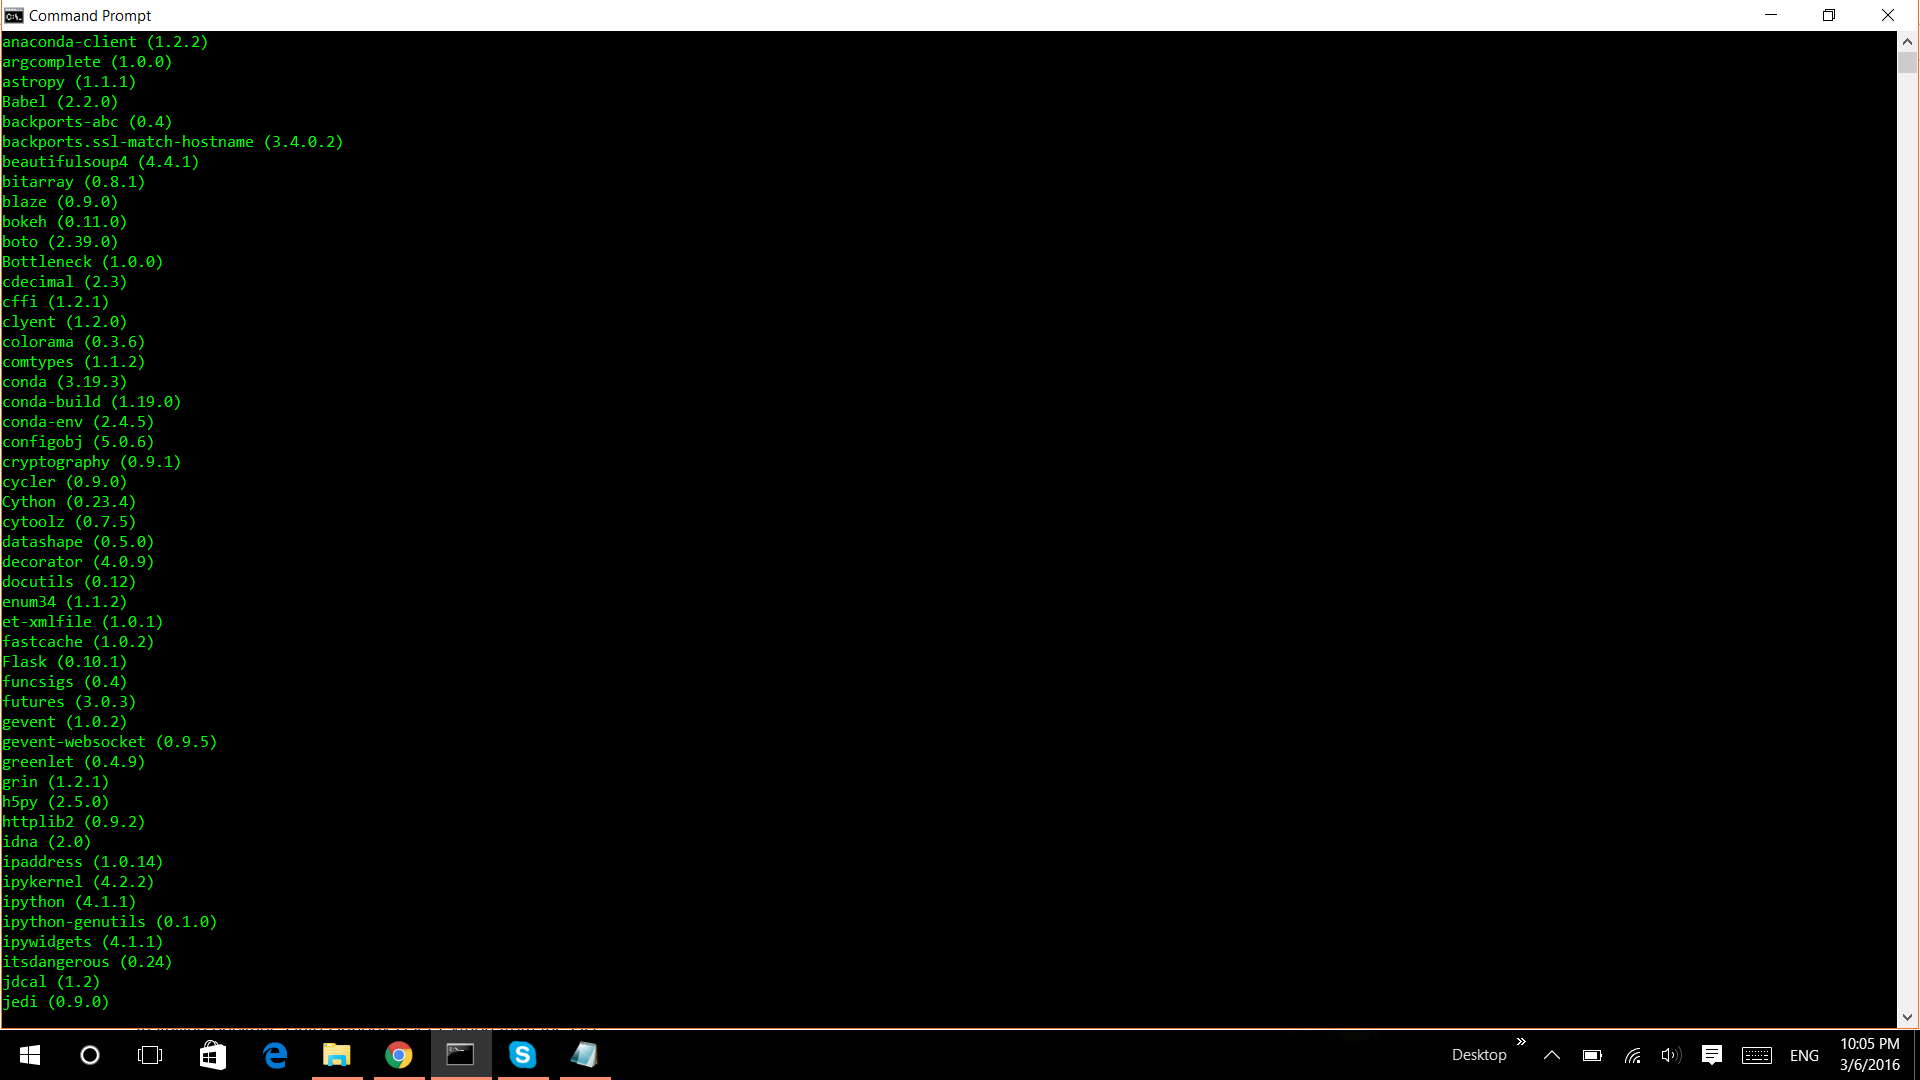 Command Prompt
anaconda-client (1.2.2)
argcomplete (1.0.0)
astropy (1.1.1)
Babel (2.2.0)
backports-abc (0.4)
backports.ssl-match-hostname (3.4.0.2)
beautifulsoup4 (4.4.1)
bitarray (0.8.1)
blaze (0.9.0)
bokeh (0.11.0)
boto (2.39.0)
Bottleneck (1.0.0)
cdecimal (2.3)
cffi (1.2.1)
clyent (1.2.0)
colorama (0.3.6)
comtypes (1.1.2)
conda (3.19.3)
conda-build (1.19.0)
conda-env (2.4.5)
configobj (5.0.6)
cryptography (0.9.1)
cycler (0.9.0)
Cython (0.23.4)
cytoolz (0.7.5)
datashape (0.5.0)
decorator (4.0.9)
docutils (0.12)
enum34 (1.1.2)
et-xmlfile (1.0.1)
fastcache (1.0.2)
Flask (0.10.1)
funcsigs (0.4)
futures (3.0.3)
gevent (1.0.2)
gevent-websocket (0.9.5)
greenlet (0.4.9)
grin (1.2.1)
h5py (2.5.0)
httplib2 (0.9.2)
idna (2.0)
ipaddress (1.0.14)
ipykernel (4.2.2)
ipython (4.1.1)
ipython-genutils (0.1.0)
ipywidgets (4.1.1)
itsdangerous (0.24)
jdcal (1.2)
jedi (0.9.0)
Desktop
ENG
10:05 PM
3/6/2016